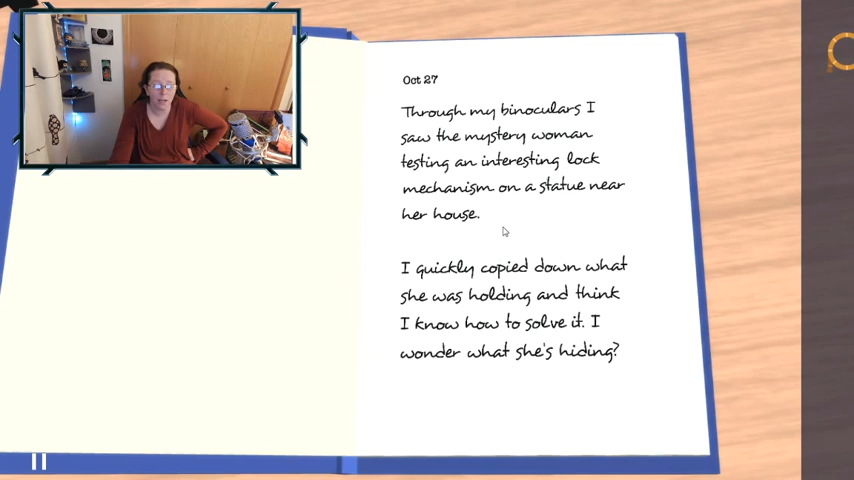 Oct 27
Through my binoculars I
saw the mystery woman
testing an interesting lock
mechanism on a statue near
her house.
I quickly copied down what
she was holding and think
I know how to solve it. I
wonder what she's hiding?